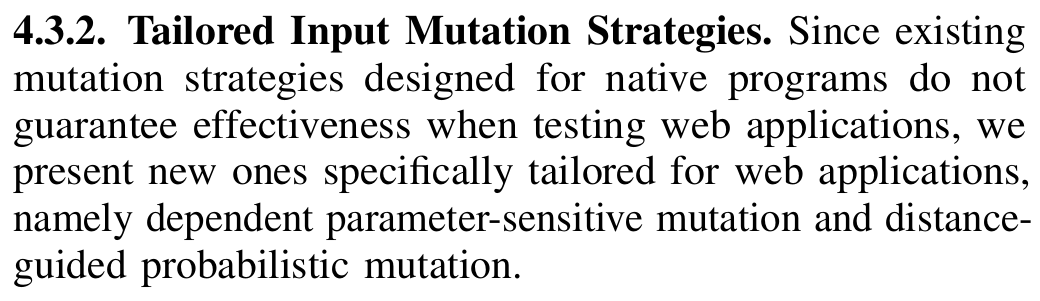 4.3.2. Tailored Input Mutation Strategies. Since existing
mutation strategies designed for native programs do not
guarantee effectiveness when testing web applications, we
present new ones specifically tailored for web applications,
namely dependent parameter-sensitive mutation and distance-
guided probabilistic mutation.